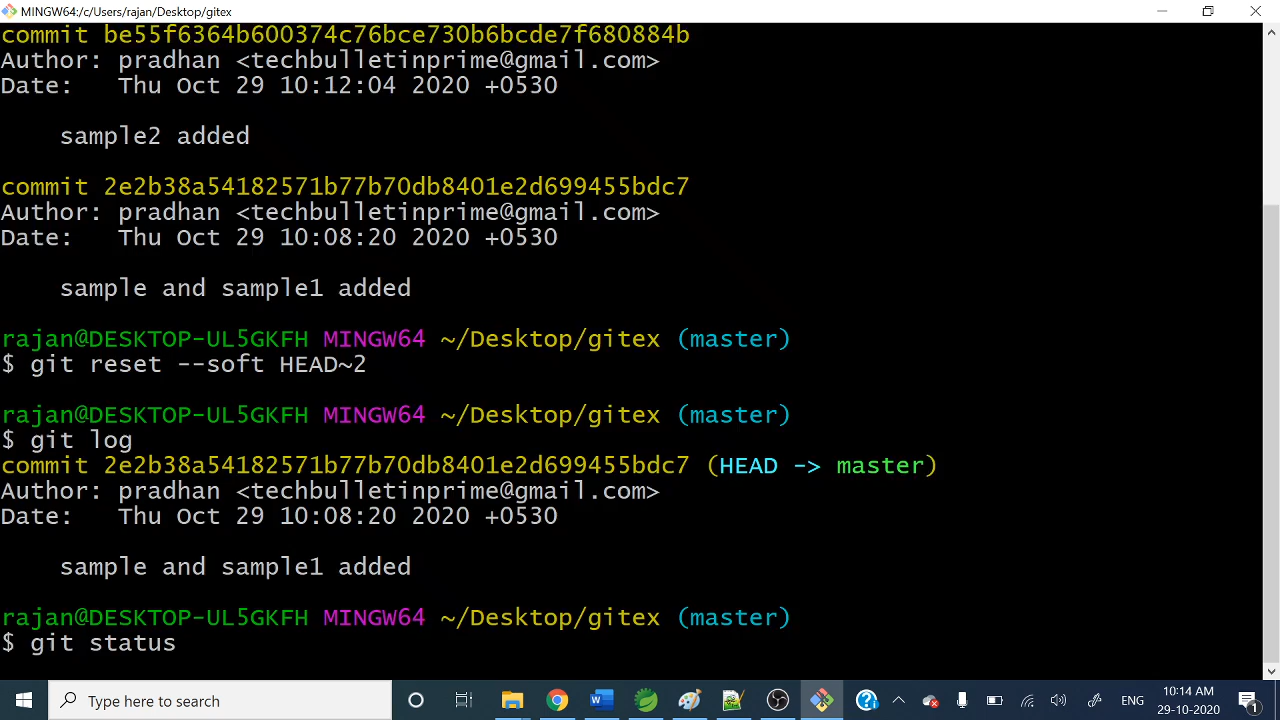 MINGW64:/c/Users/rajan/Desktop/gitex
commit be55f6364b600374c76bce730b6bcde7f680884b
Author: pradhan <techbulletinprime@gmail.com>
Date:   Thu Oct 29 10:12:04 2020 +0530
sample2 added
commit 2e2b38a54182571b77b70db8401e2d699455bdc7
Author: pradhan <techbulletinprime@gmail.com>
Date:   Thu Oct 29 10:08:20 2020 +0530
sample and sample1 added
rajan@DESKTOP-UL5GKFH MINGW64 ~/Desktop/gitex (master)
$ git reset --soft HEAD~2
rajan@DESKTOP-UL5GKFH MINGW64 ~/Desktop/gitex (master)
$ git log
commit 2e2b38a54182571b77b70db8401e2d699455bdc7 (HEAD -> master)
Author: pradhan <techbulletinprime@gmail.com>
Date:   Thu Oct 29 10:08:20 2020 +0530
sample and sample1 added
rajan@DESKTOP-UL5GKFH MINGW64 ~/Desktop/gitex (master)
$ git status
Type here to search
ENG
10:14 AM
29-10-2020
1